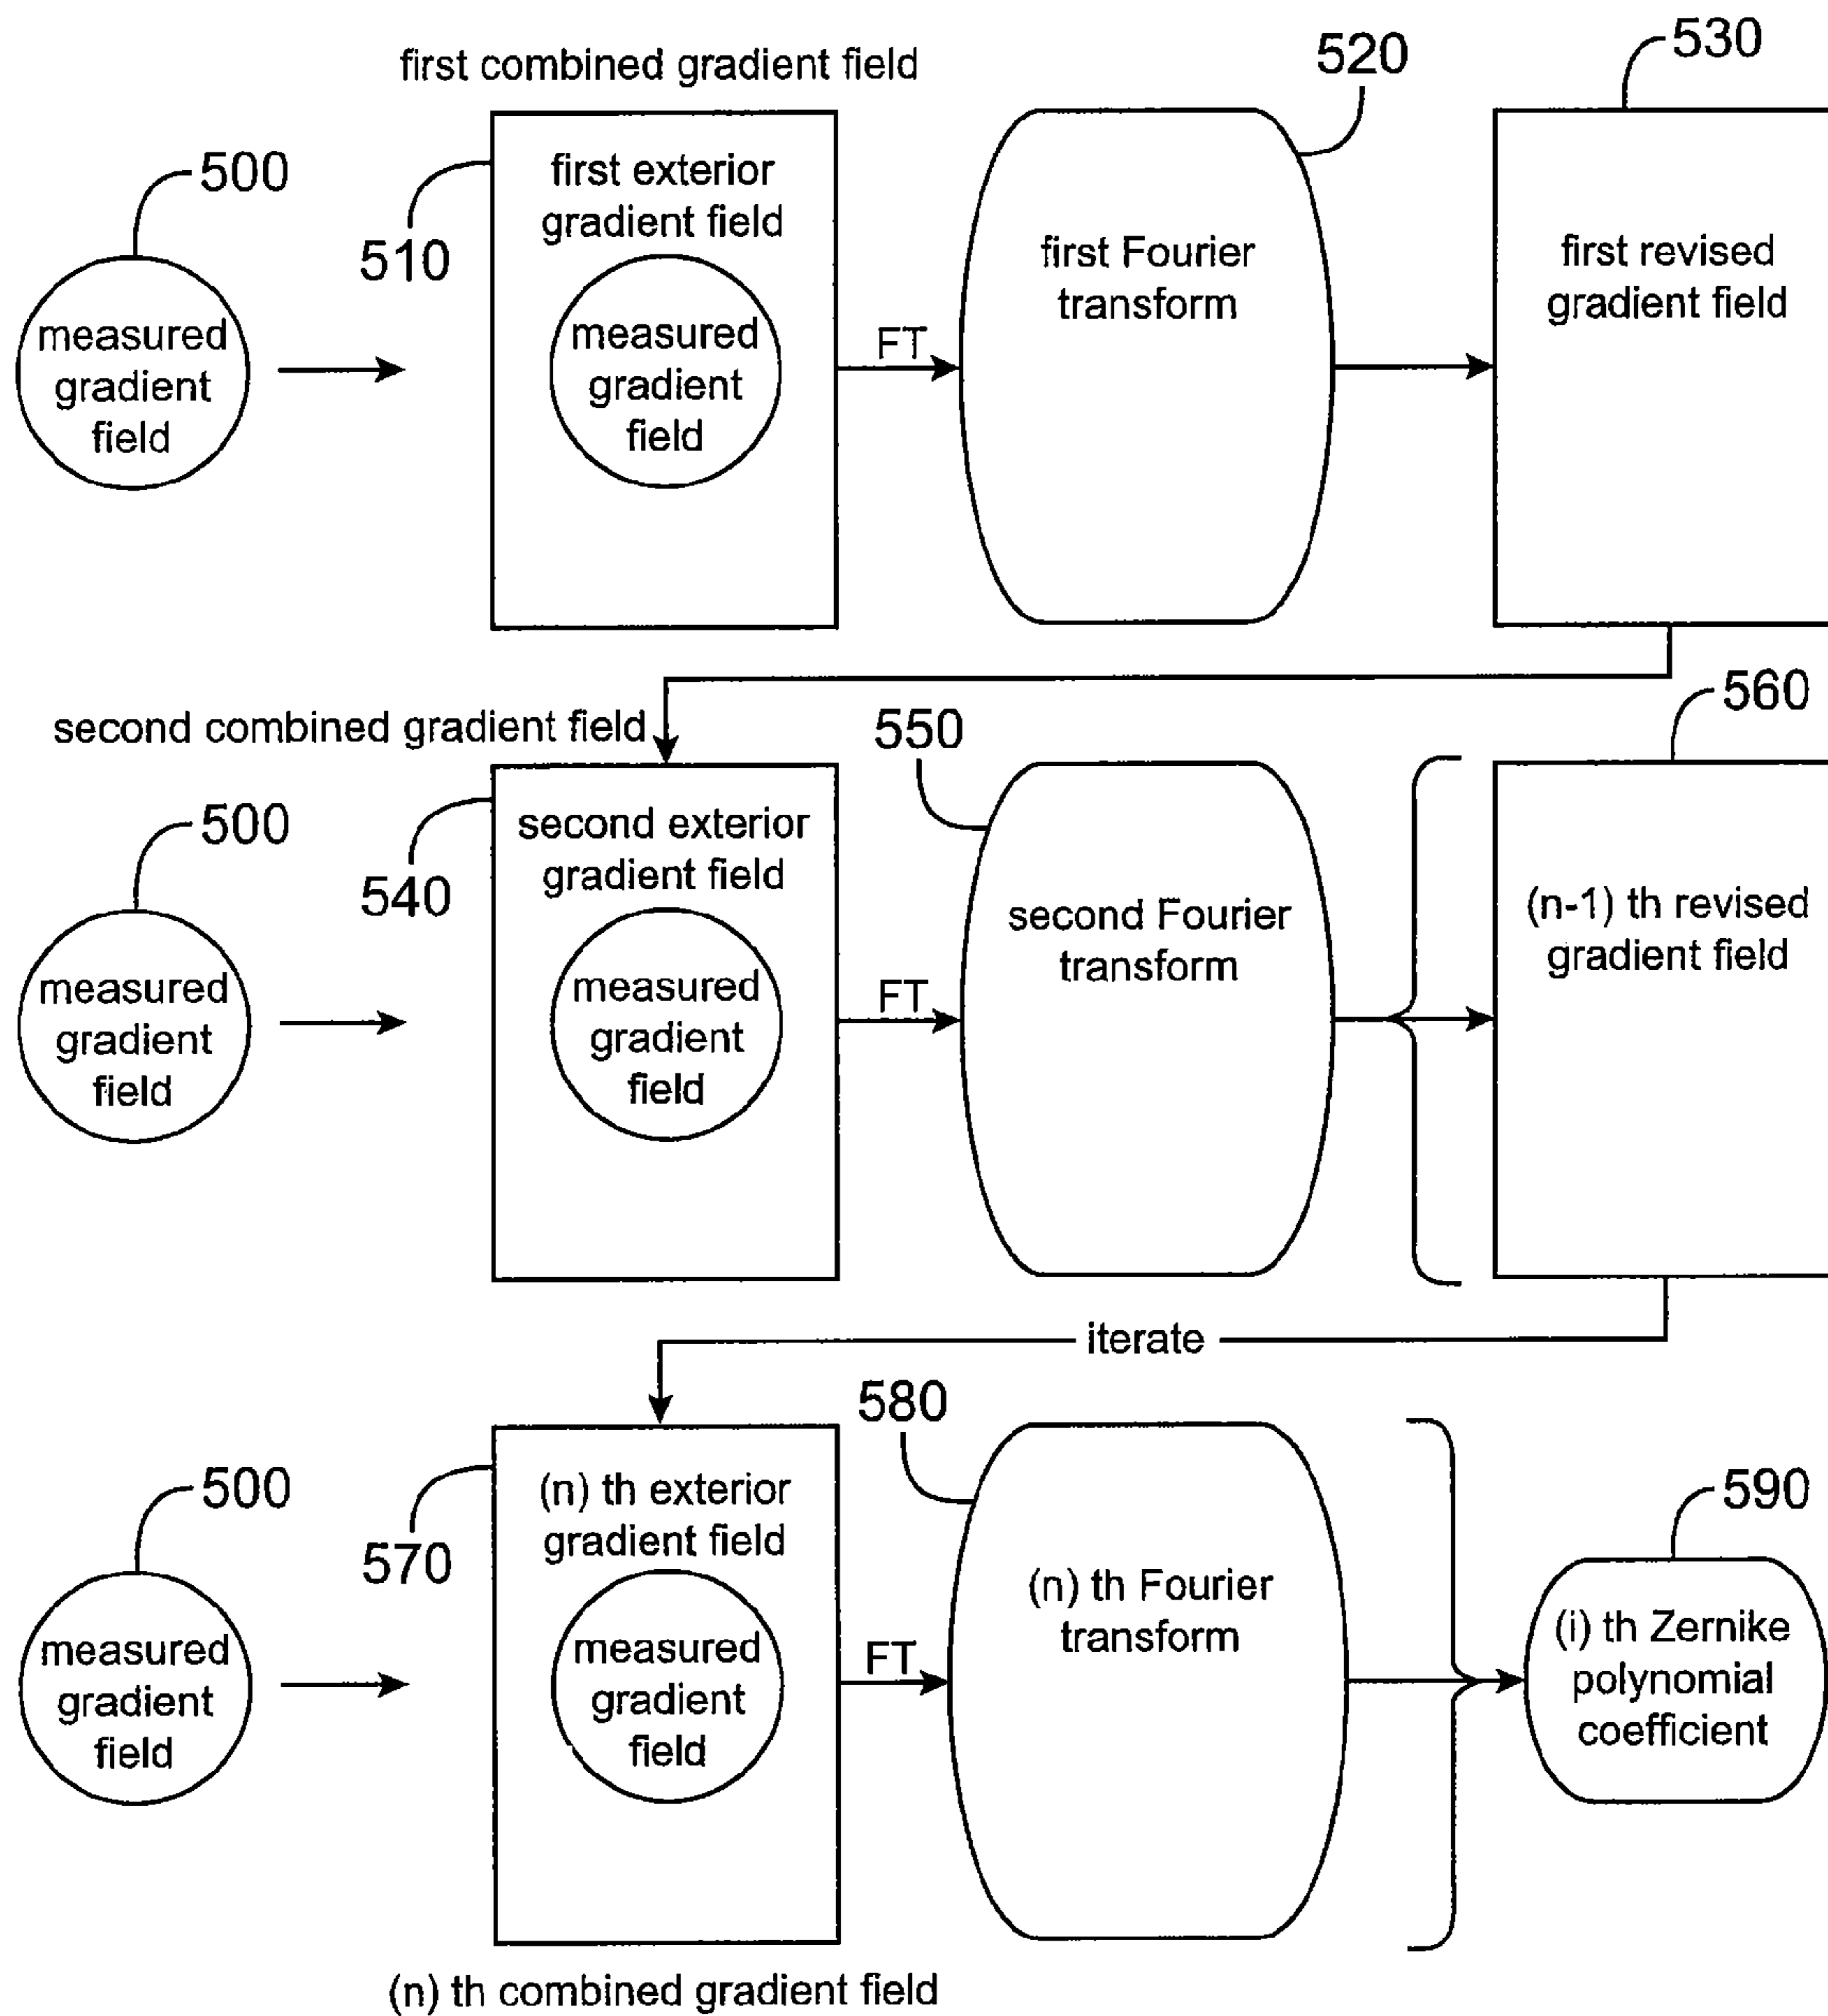 first combined gradient field
520
530
500
510
first exterior
gradient field
measured
gradient
field
measured
gradient
field
FT
first Fourier
transform
first revised
gradient field
second combined gradient field
550
560
500
540
second exterior
gradient field
measured
gradient
field
measured
gradient
field
FT
second Fourier
transform
(n-1) th revised
gradient field
iterate
580
500
570
590
(n) th exterior
gradient field
measured
gradient
field
measured
gradient
field
FT
(n) th Fourier
transform
(i) th Zernike
polynomial
coefficient
(n) th combined gradient field